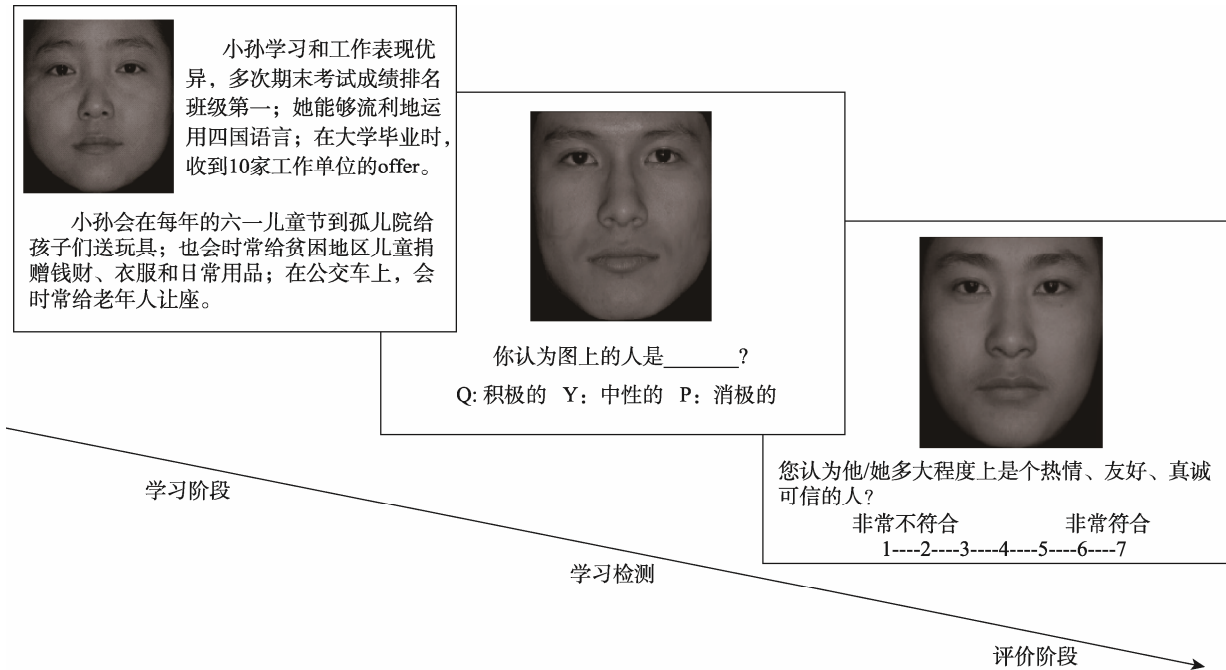 小孙学习和工作表现优
异，多次期末考试成绩排名
班级第一；她能够流利地运
用四国语言；在大学毕业时，
收到10家工作单位的offer。
小孙会在每年的六一儿童节到孤儿院给
孩子们送玩具；也会时常给贫困地区儿童捐
赠钱财、衣服和日常用品；在公交车上，会
时常给老年人让座。
你认为图上的人是_______?
Q: 积极的 Y：中性的 P：消极的
您认为他/她多大程度上是个热情、友好、真诚
可信的人?
非常不符合 非常符合
1----2----3----4----5----6----7
学习阶段
学习检测
评价阶段